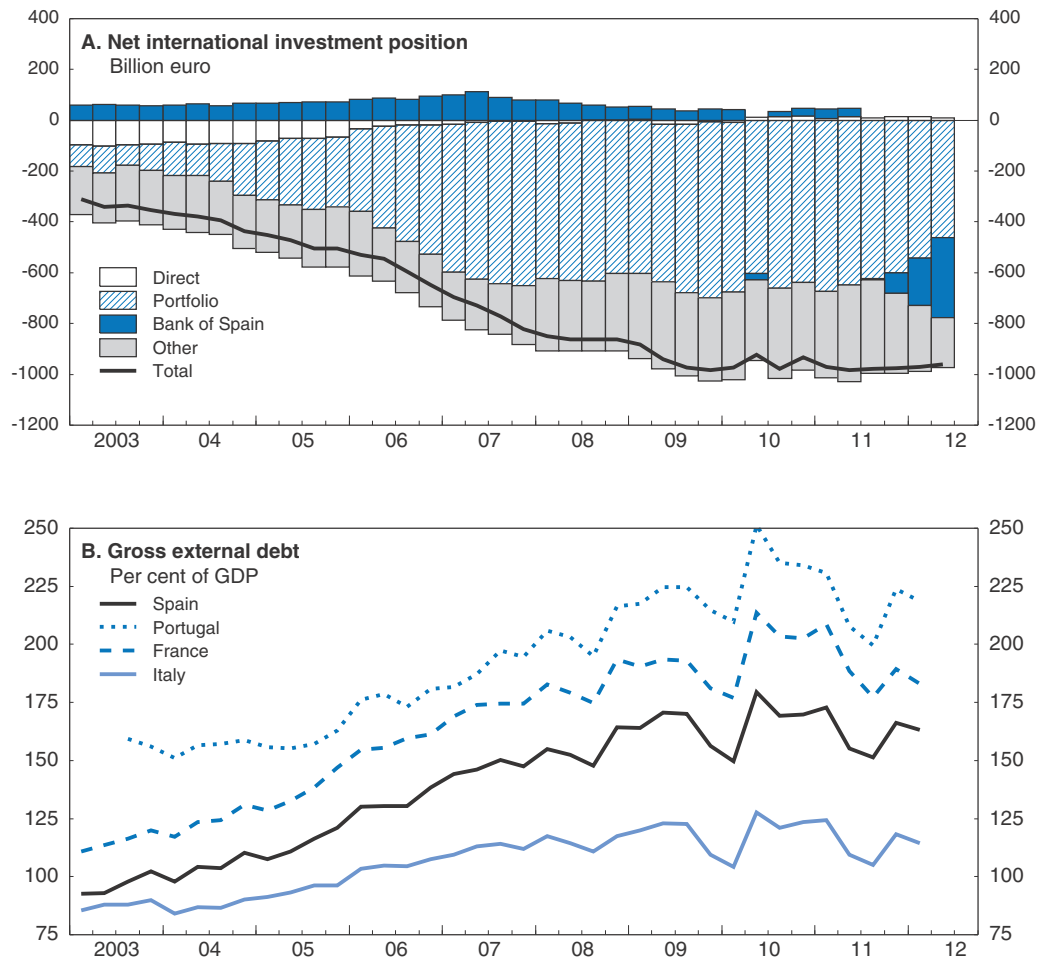 400 400
A. Net international investment position
Billion euro
200 200
0 0
-200 -200
-400 -400
-600 -600
-800 -800
-1000 -1000
-1200 -1200
Direct
Portfolio
Bank of Spain
Other
Total
2003 04 05 06 07 08 09 10 11 12
250 250
B. Gross external debt
Per cent of GDP
225 225
200 200
175 175
150 150
125 125
100 100
75 75
Spain
Portugal
France
Italy
2003 04 05 06 07 08 09 10 11 12